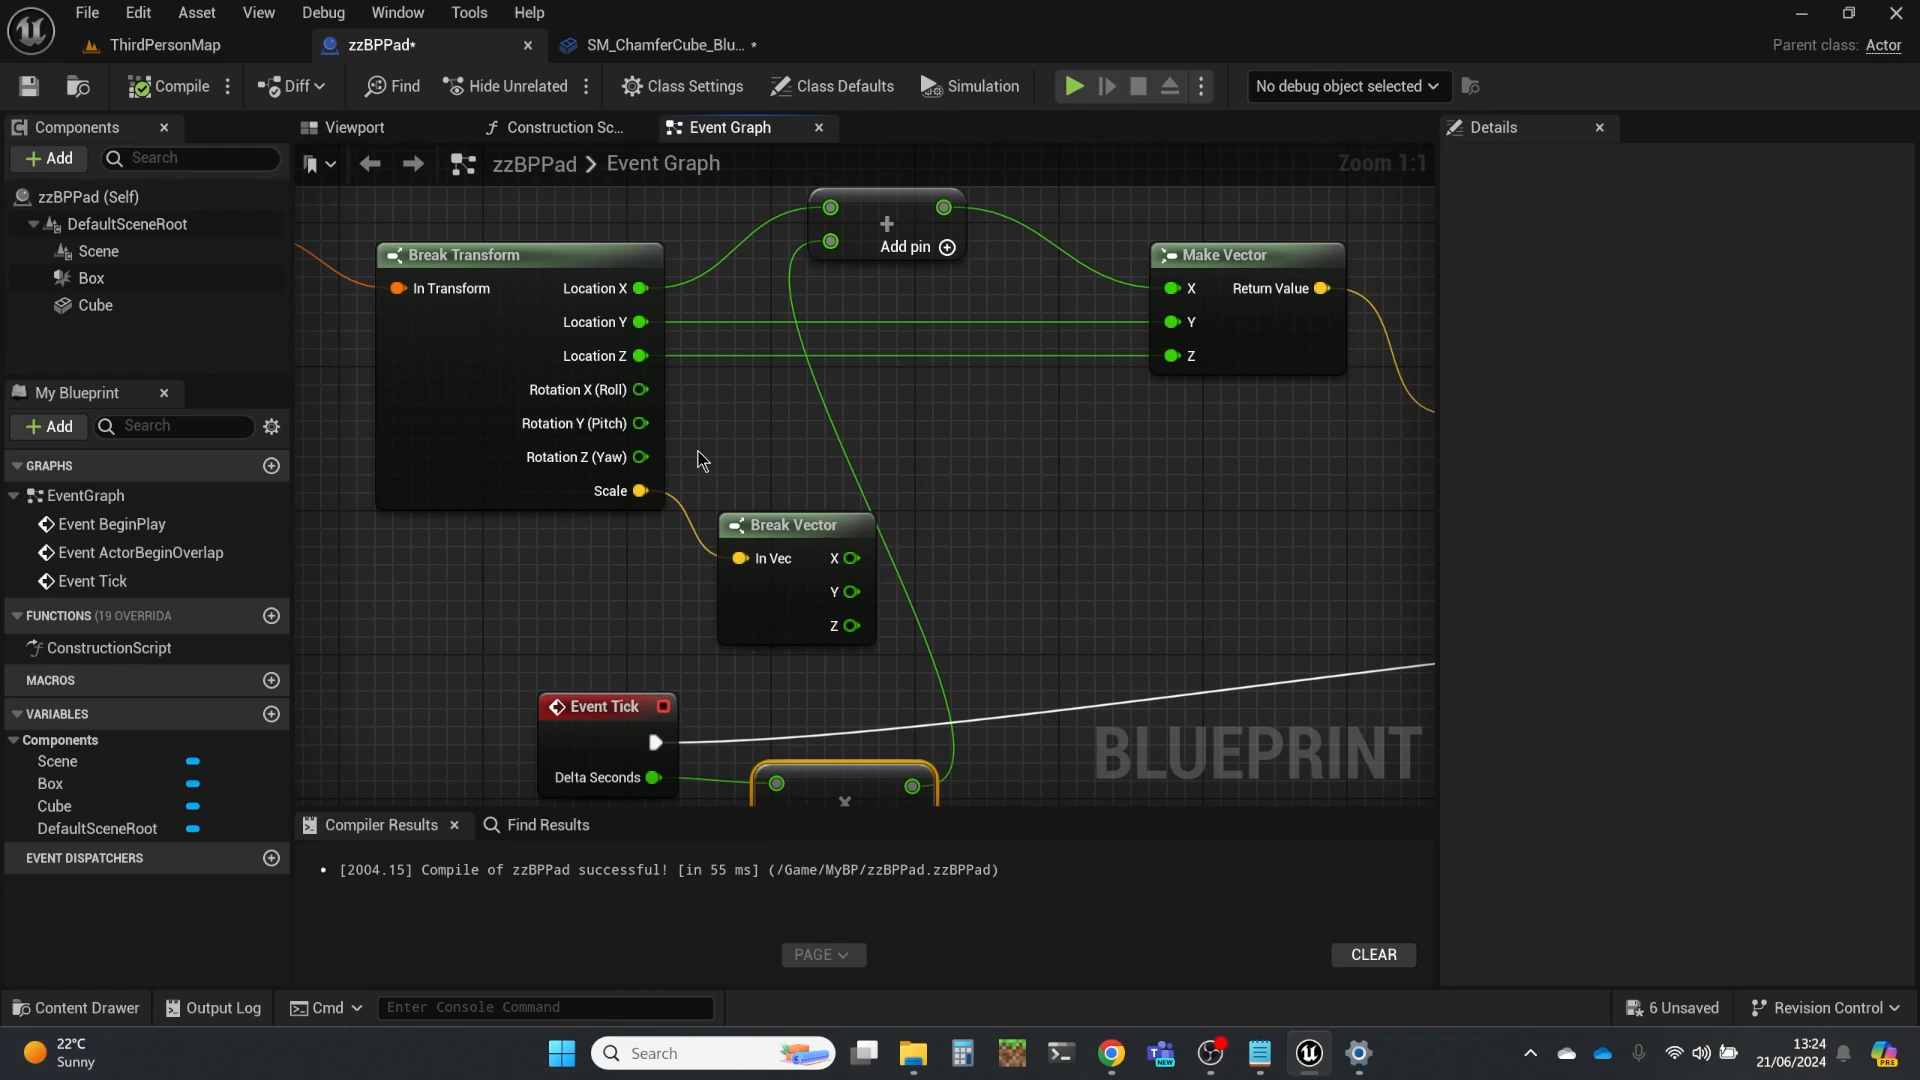 File Edit Asset View Debug Window Tools Help
ThirdPersonMap
zzBPPad*
SM_ChamferCube_Blu... *
Parent class: Actor
Compile
Diff
Find
Hide Unrelated
Class Settings
Class Defaults
Simulation
No debug object selected
Components
Add
Search
zzBPPad (Self)
DefaultSceneRoot
Scene
Box
Cube
My Blueprint
Add
Search
GRAPHS
EventGraph
Event BeginPlay
Event ActorBeginOverlap
Event Tick
FUNCTIONS (19 OVERRIDA
ConstructionScript
MACROS
VARIABLES
Components
Scene
Box
Cube
DefaultSceneRoot
EVENT DISPATCHERS
Viewport
Construction Sc...
Event Graph
zzBPPad > Event Graph
Zoom 1:1
Add pin
Break Transform
In Transform
Location X
Location Y
Location Z
Rotation X (Roll)
Rotation Y (Pitch)
Rotation Z (Yaw)
Scale
Make Vector
X
Return Value
Y
Z
Break Vector
In Vec
X
Y
Z
Event Tick
Delta Seconds
BLUEPRINT
Compiler Results
Find Results
• [2004.15] Compile of zzBPPad successful! [in 55 ms] (/Game/MyBP/zzBPPad.zzBPPad)
PAGE
CLEAR
Details
Content Drawer
Output Log
Cmd
Enter Console Command
6 Unsaved
Revision Control
22°C
Sunny
Search
NEW
13:24
21/06/2024
PRE